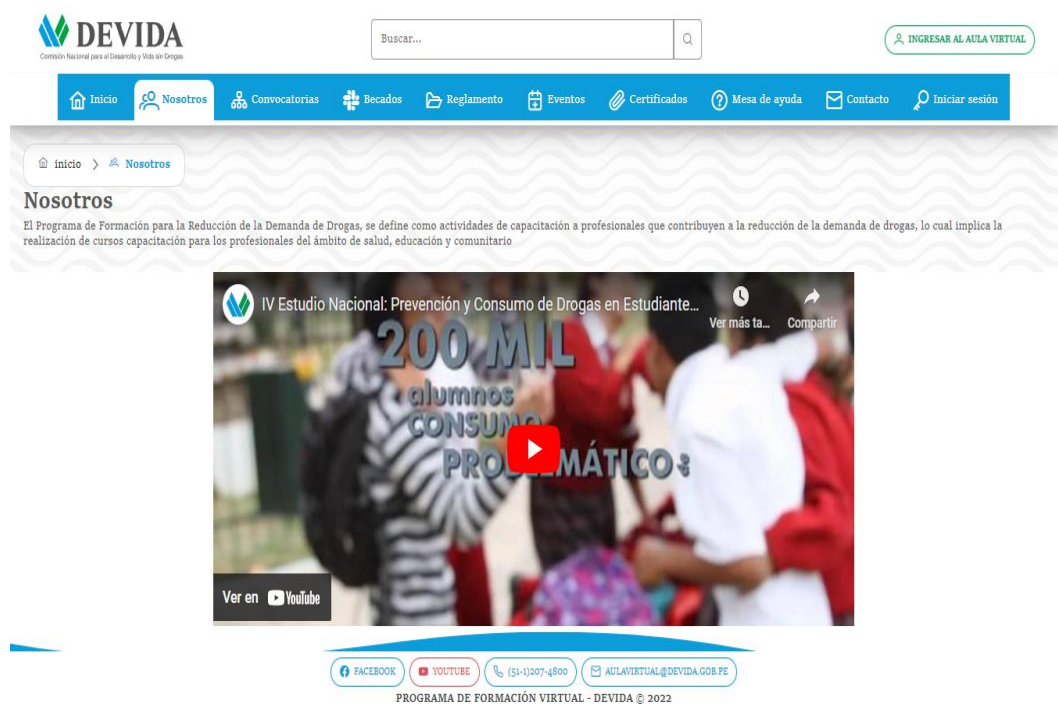 DEVIDA
Comisión Nacional para el Desarrollo y Vida sin Drogas
Buscar...
INGRESAR AL AULA VIRTUAL
Inicio
Nosotros
Convocatorias
Becados
Reglamento
Eventos
Certificados
Mesa de ayuda
Contacto
Iniciar sesión
inicio > Nosotros
Nosotros
El Programa de Formación para la Reducción de la Demanda de Drogas, se define como actividades de capacitación a profesionales que contribuyen a la reducción de la demanda de drogas, lo cual implica la
realización de cursos capacitación para los profesionales del ámbito de salud, educación y comunitario
IV Estudio Nacional: Prevención y Consumo de Drogas en Estudiante...
Ver más ta...
Compartir
200 MIL
alumnos
CONSUMO
PROBLEMÁTICO
Ver en YouTube
FACEBOOK
YOUTUBE
(51-1)207-4800
AULAVIRTUAL@DEVIDA.GOB.PE
PROGRAMA DE FORMACIÓN VIRTUAL - DEVIDA © 2022